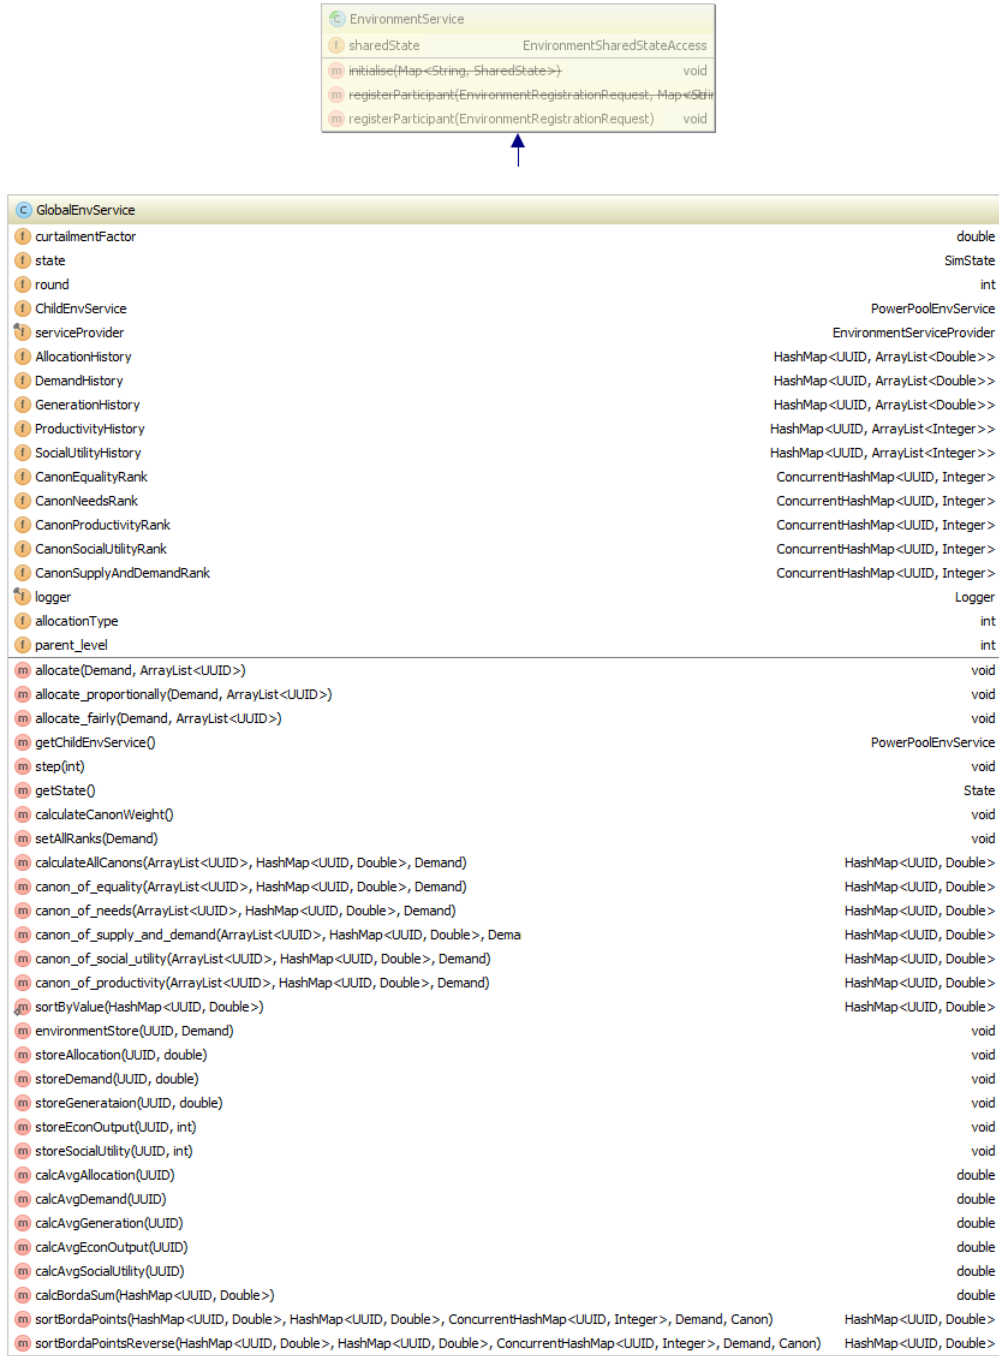 EnvironmentService
sharedState EnvironmentSharedStateAccess
initialise(Map<String, SharedState>) void
registerParticipant(EnvironmentRegistrationRequest, Map<Strin
registerParticipant(EnvironmentRegistrationRequest) void
GlobalEnvService
curtailmentFactor double
state SimState
round int
ChildEnvService PowerPoolEnvService
serviceProvider EnvironmentServiceProvider
AllocationHistory HashMap<UUID, ArrayList<Double>>
DemandHistory HashMap<UUID, ArrayList<Double>>
GenerationHistory HashMap<UUID, ArrayList<Double>>
ProductivityHistory HashMap<UUID, ArrayList<Integer>>
SocialUtilityHistory HashMap<UUID, ArrayList<Integer>>
CanonEqualityRank ConcurrentHashMap<UUID, Integer>
CanonNeedsRank ConcurrentHashMap<UUID, Integer>
CanonProductivityRank ConcurrentHashMap<UUID, Integer>
CanonSocialUtilityRank ConcurrentHashMap<UUID, Integer>
CanonSupplyAndDemandRank ConcurrentHashMap<UUID, Integer>
logger Logger
allocationType int
parent_level int
allocate(Demand, ArrayList<UUID>) void
allocate_proportionally(Demand, ArrayList<UUID>) void
allocate_fairly(Demand, ArrayList<UUID>) void
getChildEnvService() PowerPoolEnvService
step(int) void
getState() State
calculateCanonWeight() void
setAllRanks(Demand) void
calculateAllCanons(ArrayList<UUID>, HashMap<UUID, Double>, Demand) HashMap<UUID, Double>
canon_of_equality(ArrayList<UUID>, HashMap<UUID, Double>, Demand) HashMap<UUID, Double>
canon_of_needs(ArrayList<UUID>, HashMap<UUID, Double>, Demand) HashMap<UUID, Double>
canon_of_supply_and_demand(ArrayList<UUID>, HashMap<UUID, Double>, Dema HashMap<UUID, Double>
canon_of_social_utility(ArrayList<UUID>, HashMap<UUID, Double>, Demand) HashMap<UUID, Double>
canon_of_productivity(ArrayList<UUID>, HashMap<UUID, Double>, Demand) HashMap<UUID, Double>
sortByValue(HashMap<UUID, Double>) HashMap<UUID, Double>
environmentStore(UUID, Demand) void
storeAllocation(UUID, double) void
storeDemand(UUID, double) void
storeGenerataion(UUID, double) void
storeEconOutput(UUID, int) void
storeSocialUtility(UUID, int) void
calcAvgAllocation(UUID) double
calcAvgDemand(UUID) double
calcAvgGeneration(UUID) double
calcAvgEconOutput(UUID) double
calcAvgSocialUtility(UUID) double
calcBordaSum(HashMap<UUID, Double>) double
sortBordaPoints(HashMap<UUID, Double>, HashMap<UUID, Double>, ConcurrentHashMap<UUID, Integer>, Demand, Canon) HashMap<UUID, Double>
sortBordaPointsReverse(HashMap<UUID, Double>, HashMap<UUID, Double>, ConcurrentHashMap<UUID, Integer>, Demand, Canon) HashMap<UUID, Double>